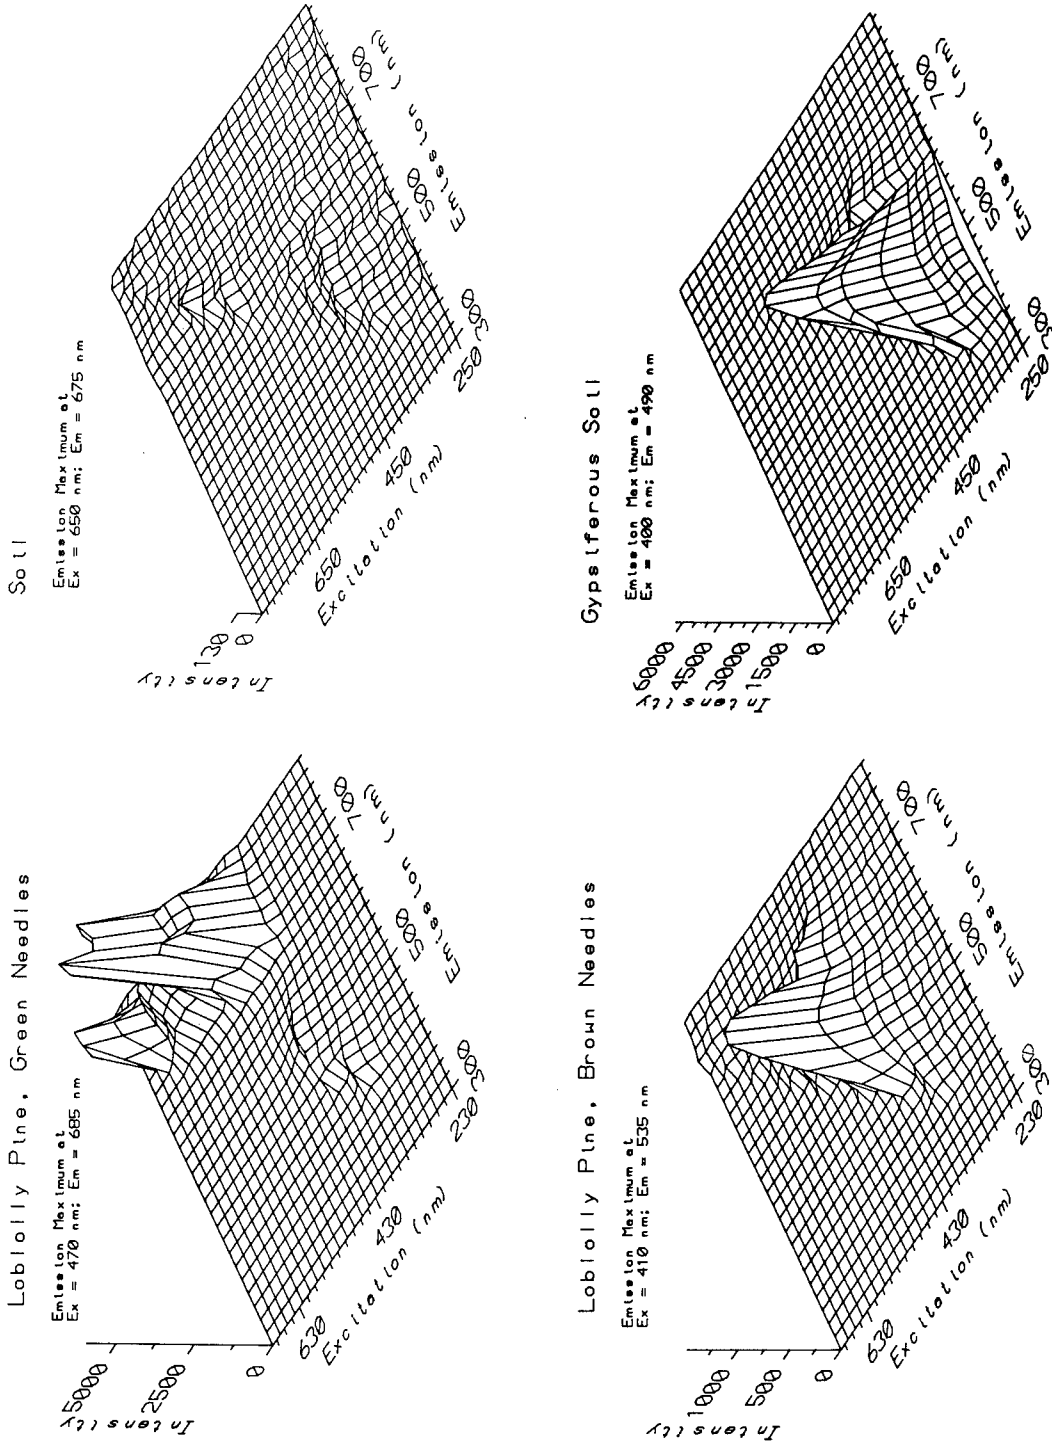 Loblolly Pine, Green Needles
Emission Maximum at
Ex = 470 nm; Em = 685 nm
Intensity
5000
2500
0
630
430
230
Excitation (nm)
300
500
700
Emission (nm)
Soil
Emission Maximum at
Ex = 650 nm; Em = 675 nm
Intensity
130
0
650
450
250
Excitation (nm)
300
500
700
Emission (nm)
Loblolly Pine, Brown Needles
Emission Maximum at
Ex = 410 nm; Em = 535 nm
Intensity
1000
500
0
630
430
230
Excitation (nm)
300
500
700
Emission (nm)
Gypsiferous Soil
Emission Maximum at
Ex = 400 nm; Em = 490 nm
Intensity
6000
4500
3000
1500
0
650
450
250
Excitation (nm)
300
500
700
Emission (nm)